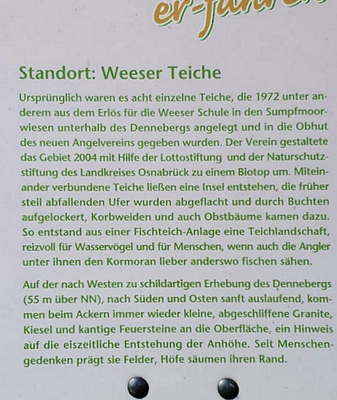 er-fahren
Standort: Weeser Teiche
Ursprünglich waren es acht einzelne Teiche, die 1972 unter an-
derem aus dem Erlös für die Weeser Schule in den Sumpfmoor-
wiesen unterhalb des Dennebergs angelegt und in die Obhut
des neuen Angelvereins gegeben wurden. Der Verein gestaltete
das Gebiet 2004 mit Hilfe der Lottostiftung und der Naturschutz-
stiftung des Landkreises Osnabrück zu einem Biotop um. Mitein-
ander verbundene Teiche ließen eine Insel entstehen, die früher
steil abfallenden Ufer wurden abgeflacht und durch Buchten
aufgelockert, Korbweiden und auch Obstbäume kamen dazu.
So entstand aus einer Fischteich-Anlage eine Teichlandschaft,
reizvoll für Wasservögel und für Menschen, wenn auch die Angler
unter ihnen den Kormoran lieber anderswo fischen sähen.
Auf der nach Westen zu schildartigen Erhebung des Dennebergs
(55 m über NN), nach Süden und Osten sanft auslaufend, kom-
men beim Ackern immer wieder kleine, abgeschliffene Granite,
Kiesel und kantige Feuersteine an die Oberfläche, ein Hinweis
auf die eiszeitliche Entstehung der Anhöhe. Seit Menschen-
gedenken prägt sie Felder, Höfe säumen ihren Rand.